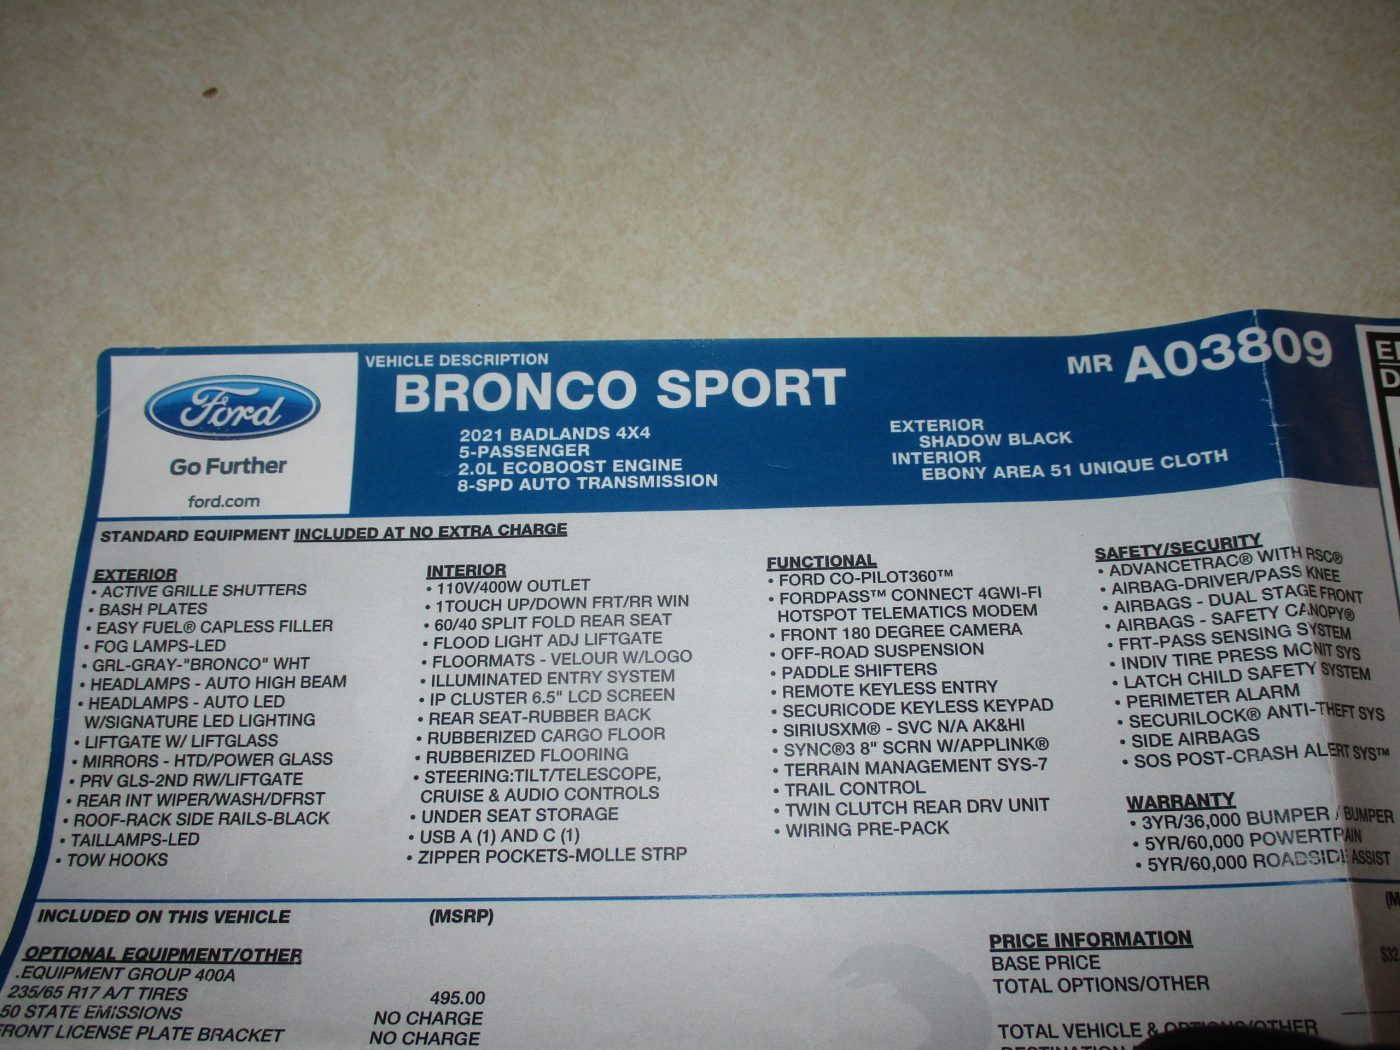 Ford
Go Further
ford.com
VEHICLE DESCRIPTION
BRONCO SPORT
2021 BADLANDS 4X4
5-PASSENGER
2.0L ECOBOOST ENGINE
8-SPD AUTO TRANSMISSION
EXTERIOR
SHADOW BLACK
INTERIOR
EBONY AREA 51 UNIQUE CLOTH
MR A03809
STANDARD EQUIPMENT INCLUDED AT NO EXTRA CHARGE
EXTERIOR
• ACTIVE GRILLE SHUTTERS
• BASH PLATES
• EASY FUEL® CAPLESS FILLER
• FOG LAMPS-LED
• GRL-GRAY-"BRONCO" WHT
• HEADLAMPS - AUTO HIGH BEAM
• HEADLAMPS - AUTO LED
W/SIGNATURE LED LIGHTING
• LIFTGATE W/ LIFTGLASS
• MIRRORS - HTD/POWER GLASS
• PRV GLS-2ND RW/LIFTGATE
• REAR INT WIPER/WASH/DFRST
• ROOF-RACK SIDE RAILS-BLACK
• TAILLAMPS-LED
• TOW HOOKS
INTERIOR
• 110V/400W OUTLET
• 1TOUCH UP/DOWN FRT/RR WIN
• 60/40 SPLIT FOLD REAR SEAT
• FLOOD LIGHT ADJ LIFTGATE
• FLOORMATS - VELOUR W/LOGO
• ILLUMINATED ENTRY SYSTEM
• IP CLUSTER 6.5" LCD SCREEN
• REAR SEAT-RUBBER BACK
• RUBBERIZED CARGO FLOOR
• RUBBERIZED FLOORING
• STEERING:TILT/TELESCOPE,
CRUISE & AUDIO CONTROLS
• UNDER SEAT STORAGE
• USB A (1) AND C (1)
• ZIPPER POCKETS-MOLLE STRP
FUNCTIONAL
• FORD CO-PILOT360™
• FORDPASS™ CONNECT 4GWI-FI
HOTSPOT TELEMATICS MODEM
• FRONT 180 DEGREE CAMERA
• OFF-ROAD SUSPENSION
• PADDLE SHIFTERS
• REMOTE KEYLESS ENTRY
• SECURICODE KEYLESS KEYPAD
• SIRIUSXM® - SVC N/A AK&HI
• SYNC®3 8" SCRN W/APPLINK®
• TERRAIN MANAGEMENT SYS-7
• TRAIL CONTROL
• TWIN CLUTCH REAR DRV UNIT
• WIRING PRE-PACK
SAFETY/SECURITY
• ADVANCETRAC® WITH RSC®
• AIRBAG-DRIVER/PASS KNEE
• AIRBAGS - DUAL STAGE FRONT
• AIRBAGS - SAFETY CANOPY®
• FRT-PASS SENSING SYSTEM
• INDIV TIRE PRESS MONIT SYS
• LATCH CHILD SAFETY SYSTEM
• PERIMETER ALARM
• SECURILOCK® ANTI-THEFT SYS
• SIDE AIRBAGS
• SOS POST-CRASH ALERT SYS™
WARRANTY
• 3YR/36,000 BUMPER / BUMPER
• 5YR/60,000 POWERTRAIN
• 5YR/60,000 ROADSIDE ASSIST
INCLUDED ON THIS VEHICLE (MSRP)
OPTIONAL EQUIPMENT/OTHER
.EQUIPMENT GROUP 400A
235/65 R17 A/T TIRES 495.00
50 STATE EMISSIONS NO CHARGE
FRONT LICENSE PLATE BRACKET NO CHARGE
PRICE INFORMATION
BASE PRICE
TOTAL OPTIONS/OTHER
TOTAL VEHICLE & OPTIONS/OTHER